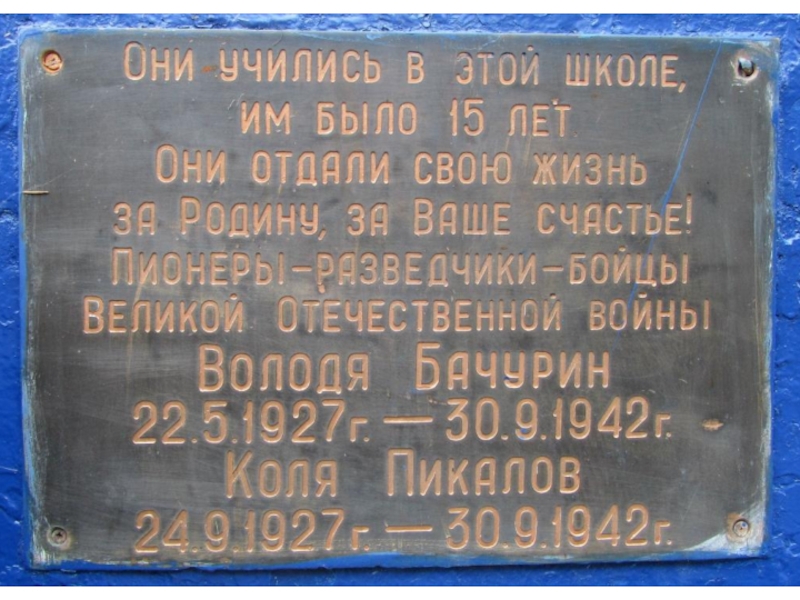 Они учились в этой школе,
им было 15 лет
Они отдали свою жизнь
за Родину, за Ваше счастье!
Пионеры-разведчики-бойцы
Великой Отечественной войны
Володя Бачурин
22.5.1927г. — 30.9.1942г.
Коля Пикалов
24.9.1927г. — 30.9.1942г.